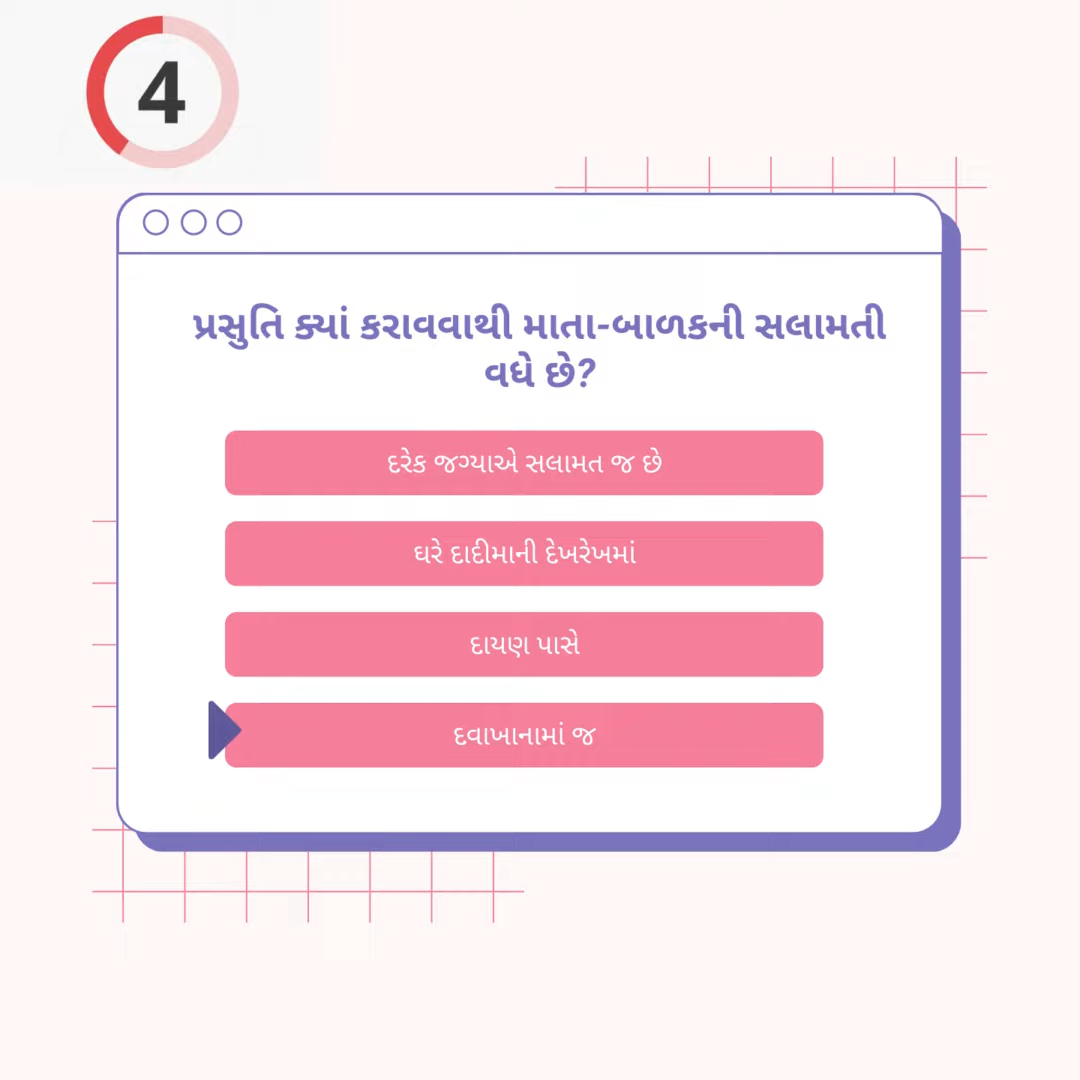 4
પ્રસુતિ ક્યાં કરાવવાથી માતા-બાળકની સલામતી
વધે છે?
દરેક જગ્યાએ સલામત જ છે
ઘરે દાદીમાની દેખરેખમાં
દાયણ પાસે
દવાખાનામાં જ